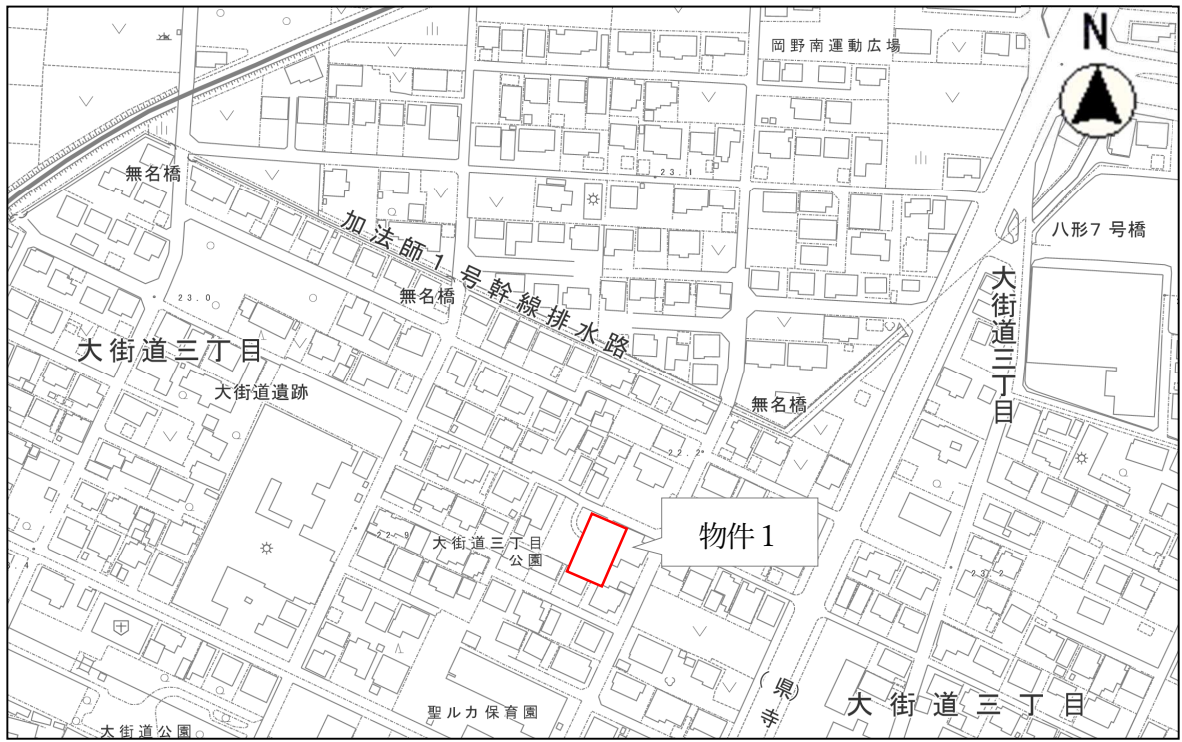 岡野南運動広場
N
無名橋
23.1
八形7号橋
加法師1号幹線排水路
無名橋
23.0
大街道三丁目
大街道三丁目
大街道遺跡
無名橋
22.2
物件1
22.9
大街道三丁目
公園
23.2
(県)
寺
大街道三丁目
聖ルカ保育園
大街道公園